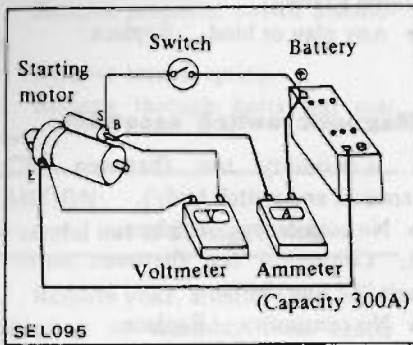 Switch
Battery
Starting
motor
S
B
E
V
A
Voltmeter
Ammeter
(Capacity 300A)
SEL095